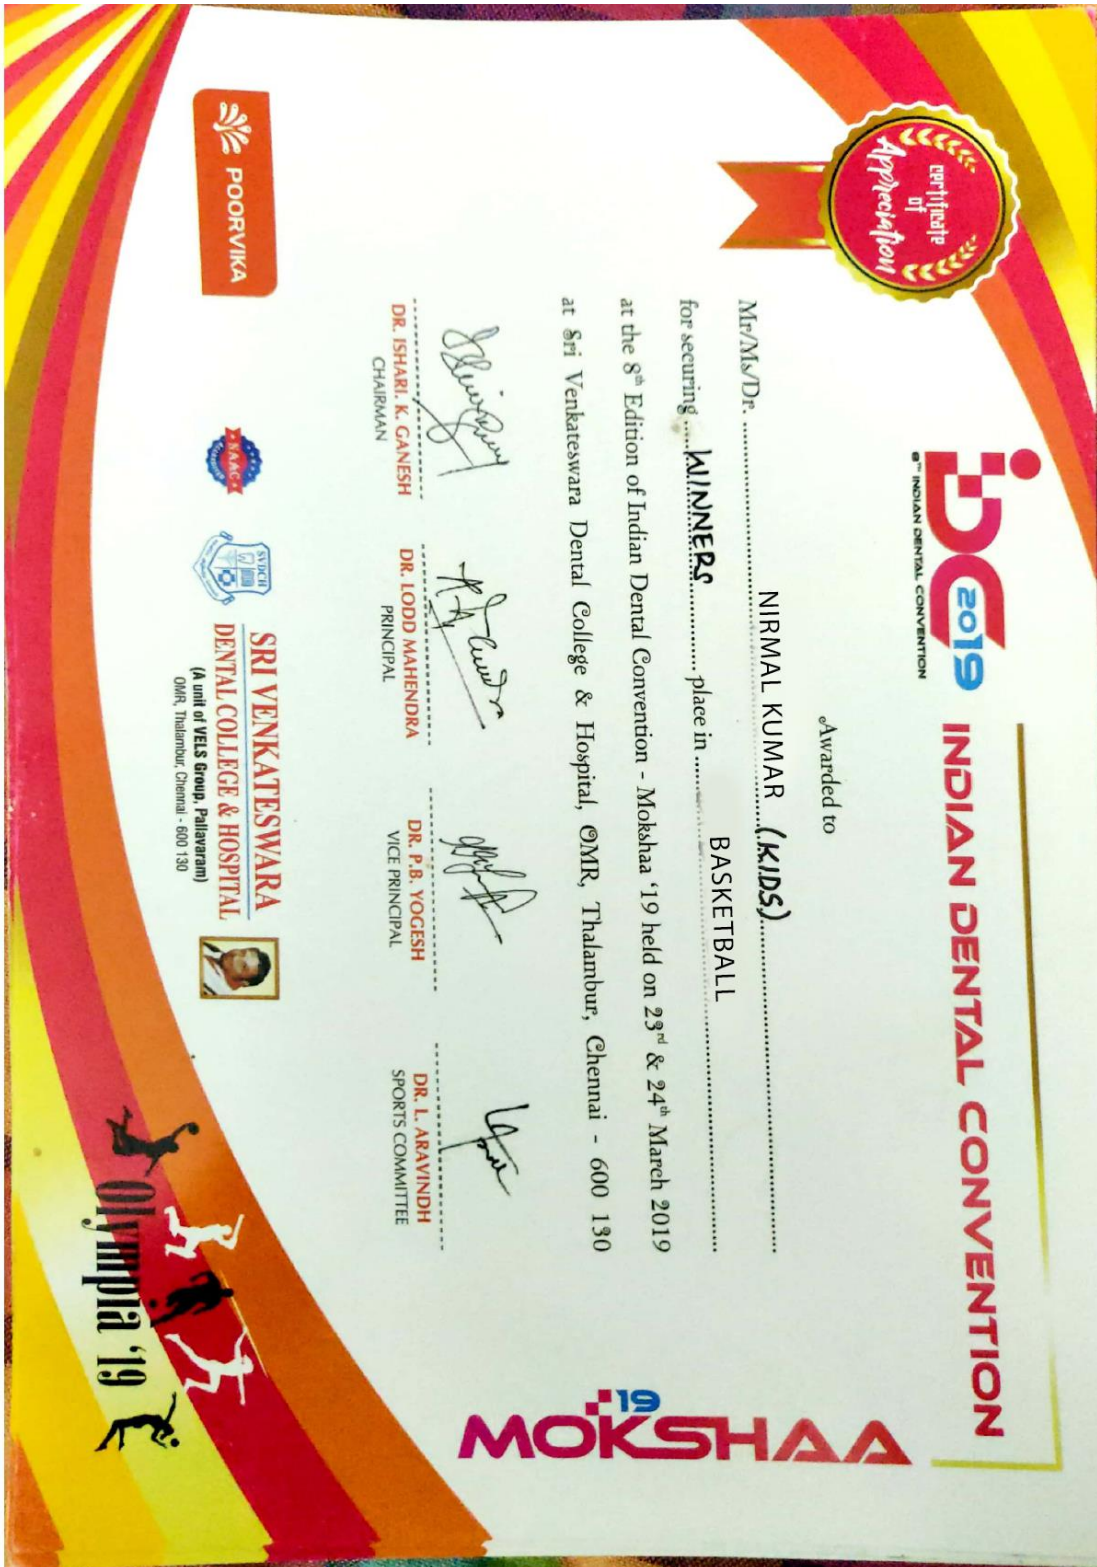 certificate
of
Appreciation
iDC 2019
8TH INDIAN DENTAL CONVENTION
INDIAN DENTAL CONVENTION
'19
MOKSHAA
Awarded to
Mr/Ms/Dr. NIRMAL KUMAR (KIDS)
for securing WINNERS place in BASKETBALL
at the 8th Edition of Indian Dental Convention - Mokshaa '19 held on 23rd & 24th March 2019
at Sri Venkateswara Dental College & Hospital, OMR, Thalambur, Chennai - 600 130
DR. ISHARI. K. GANESH
CHAIRMAN
DR. LODD MAHENDRA
PRINCIPAL
DR. P.B. YOGESH
VICE PRINCIPAL
DR. L. ARAVINDH
SPORTS COMMITTEE
POORVIKA
NAAC
SVDCH
SRI VENKATESWARA
DENTAL COLLEGE & HOSPITAL
(A unit of VELS Group, Pallavaram)
OMR, Thalambur, Chennai - 600 130
Olympia '19